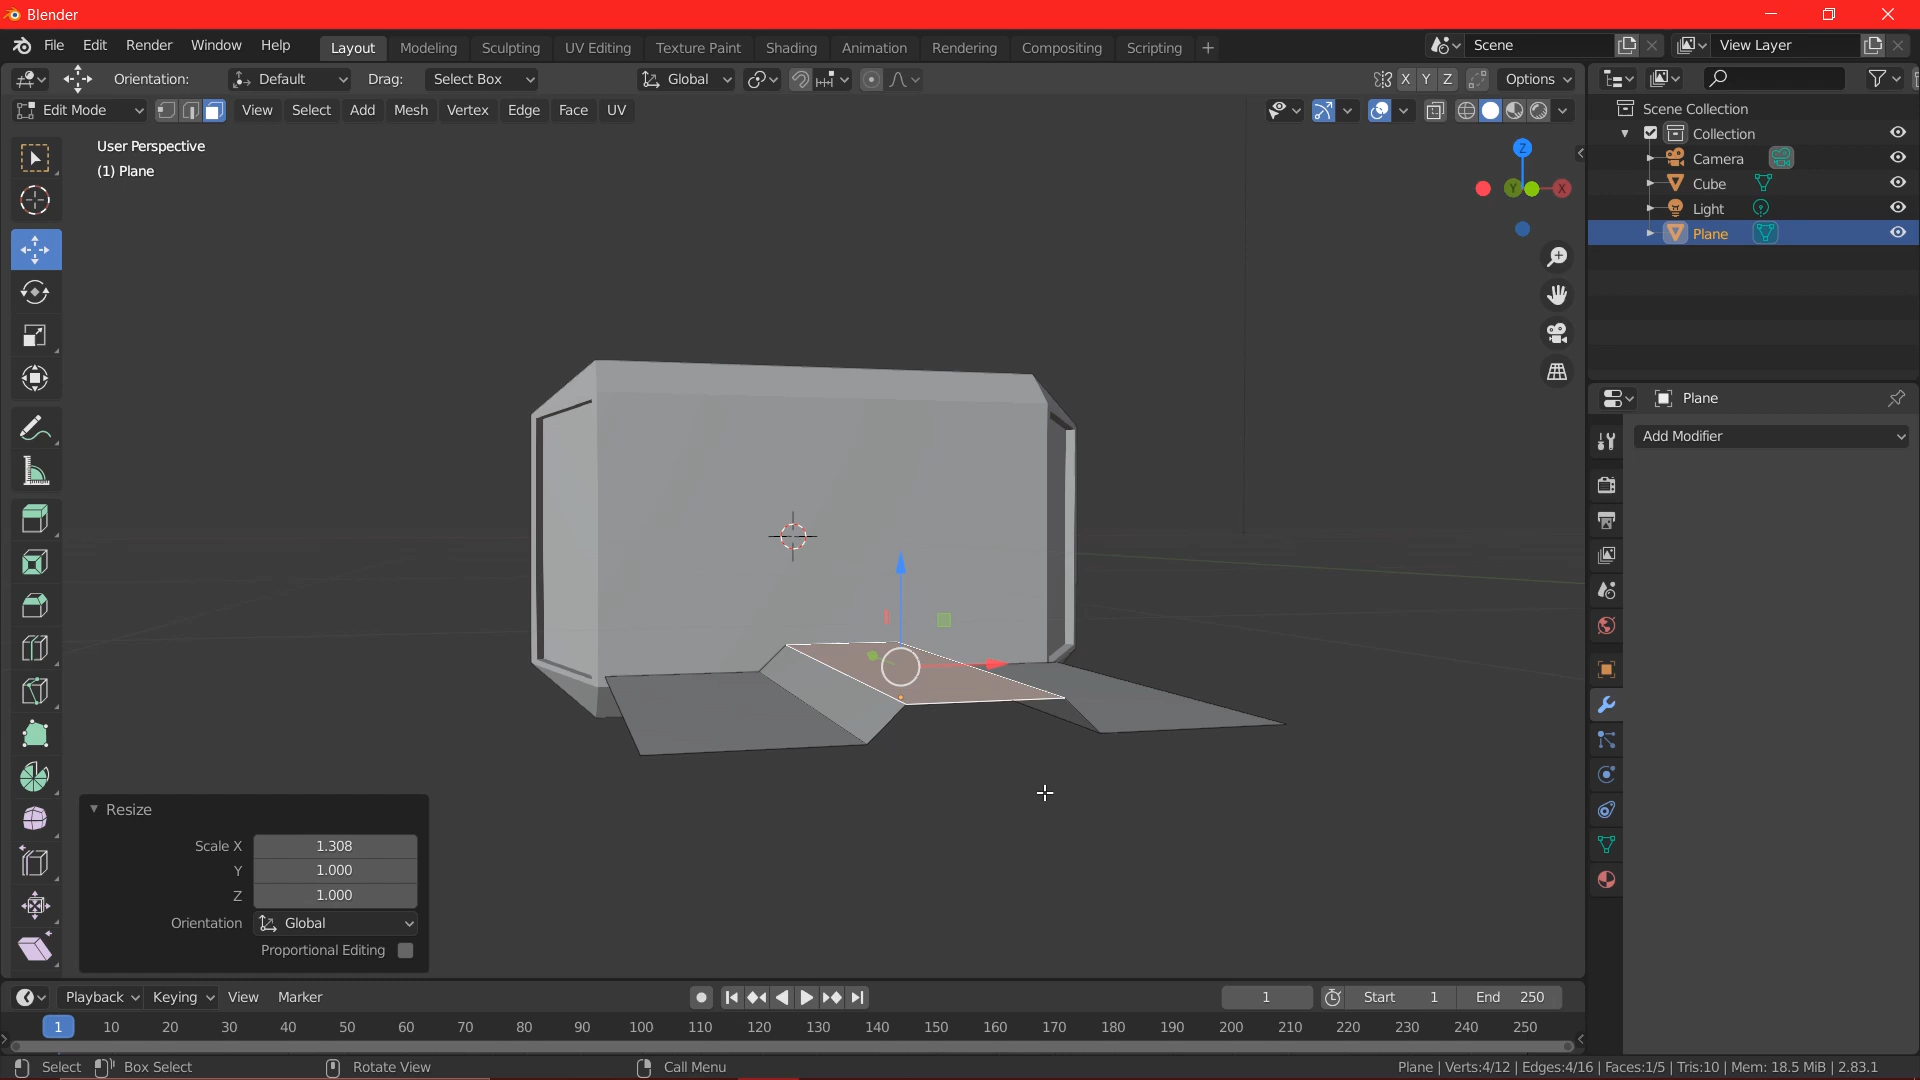 Blender
File Edit Render Window Help Layout Modeling Sculpting UV Editing Texture Paint Shading Animation Rendering Compositing Scripting + Scene View Layer
Orientation: Default Drag: Select Box Global X Y Z Options
Edit Mode View Select Add Mesh Vertex Edge Face UV
Scene Collection
Collection
Camera
Cube
Light
Plane
User Perspective
(1) Plane
Z
Y X
Plane
Add Modifier
Resize
Scale X 1.308
Y 1.000
Z 1.000
Orientation Global
Proportional Editing
Playback Keying View Marker 1 Start 1 End 250
1 10 20 30 40 50 60 70 80 90 100 110 120 130 140 150 160 170 180 190 200 210 220 230 240 250
Select Box Select Rotate View Call Menu Plane | Verts:4/12 | Edges:4/16 | Faces:1/5 | Tris:10 | Mem: 18.5 MiB | 2.83.1